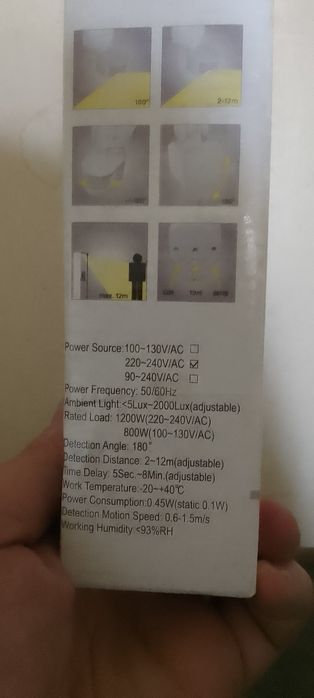 180°
2-12m
max. 12m
Power Source:100~130V/AC ☐
220~240V/AC ☑
90~240V/AC ☐
Power Frequency: 50/60Hz
Ambient Light:<5Lux~2000Lux(adjustable)
Rated Load: 1200W(220~240V/AC)
800W(100~130V/AC)
Detection Angle: 180°
Detection Distance: 2~12m(adjustable)
Time Delay: 5Sec.~8Min.(adjustable)
Work Temperature:-20~+40°C
Power Consumption:0.45W(static 0.1W)
Detection Motion Speed: 0.6-1.5m/s
Working Humidity:<93%RH